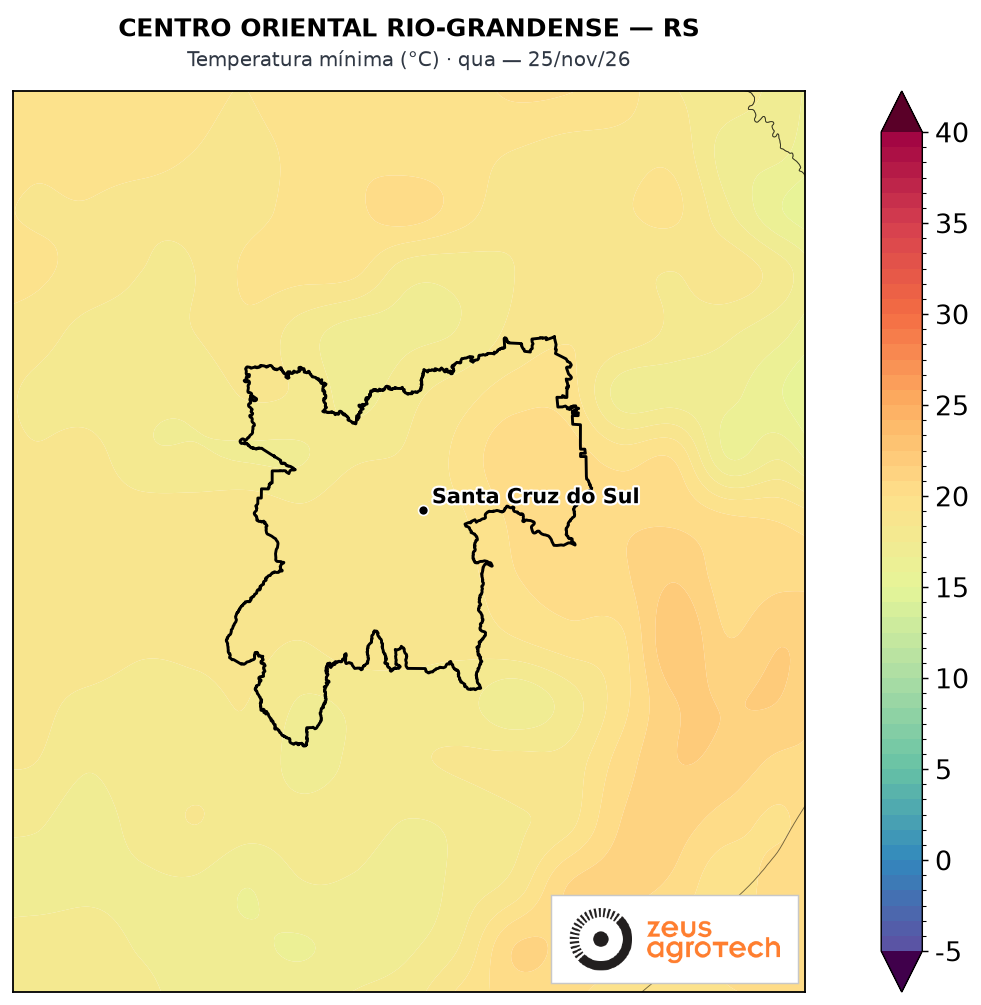 CENTRO ORIENTAL RIO-GRANDENSE — RS
Temperatura mínima (°C) · qua — 25/nov/26
40
35
30
25
20
15
10
5
0
-5
Santa Cruz do Sul
zeus
agrotech